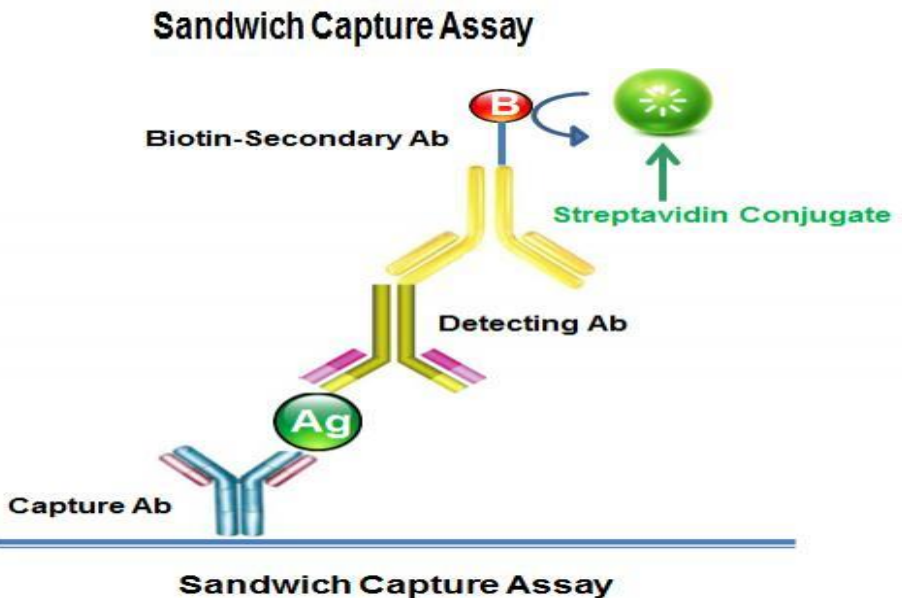 Sandwich Capture Assay
B
Biotin-Secondary Ab
Streptavidin Conjugate
Detecting Ab
Ag
Capture Ab
Sandwich Capture Assay